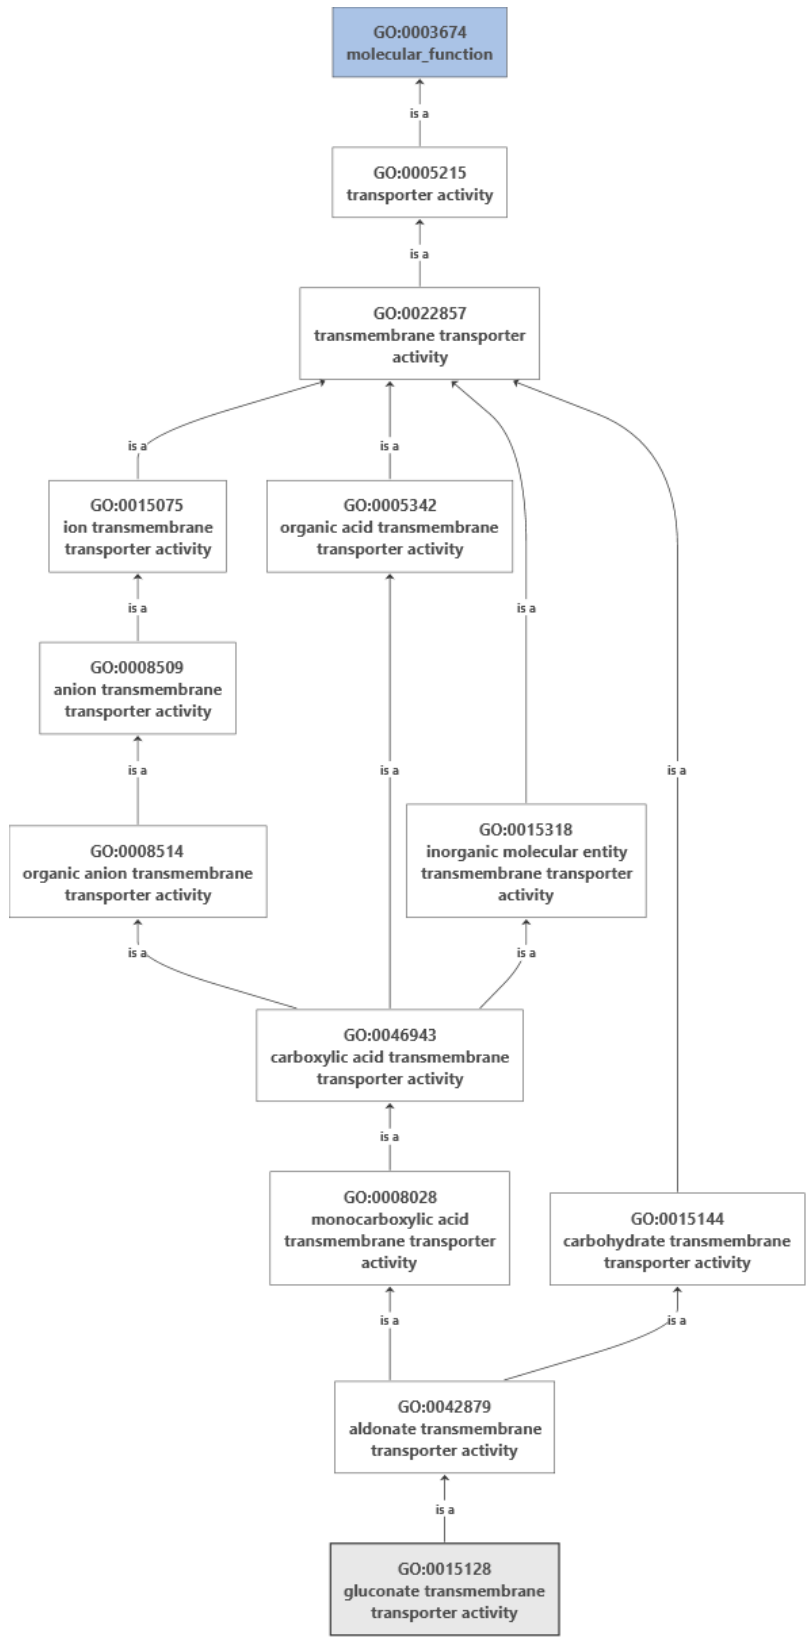 GO:0003674
molecular_function
is a
GO:0005215
transporter activity
is a
GO:0022857
transmembrane transporter
activity
is a
is a
GO:0015075
ion transmembrane
transporter activity
GO:0005342
organic acid transmembrane
transporter activity
is a
is a
GO:0008509
anion transmembrane
transporter activity
is a
is a
is a
GO:0008514
organic anion transmembrane
transporter activity
GO:0015318
inorganic molecular entity
transmembrane transporter
activity
is a
is a
GO:0046943
carboxylic acid transmembrane
transporter activity
is a
GO:0008028
monocarboxylic acid
transmembrane transporter
activity
GO:0015144
carbohydrate transmembrane
transporter activity
is a
is a
GO:0042879
aldonate transmembrane
transporter activity
is a
GO:0015128
gluconate transmembrane
transporter activity